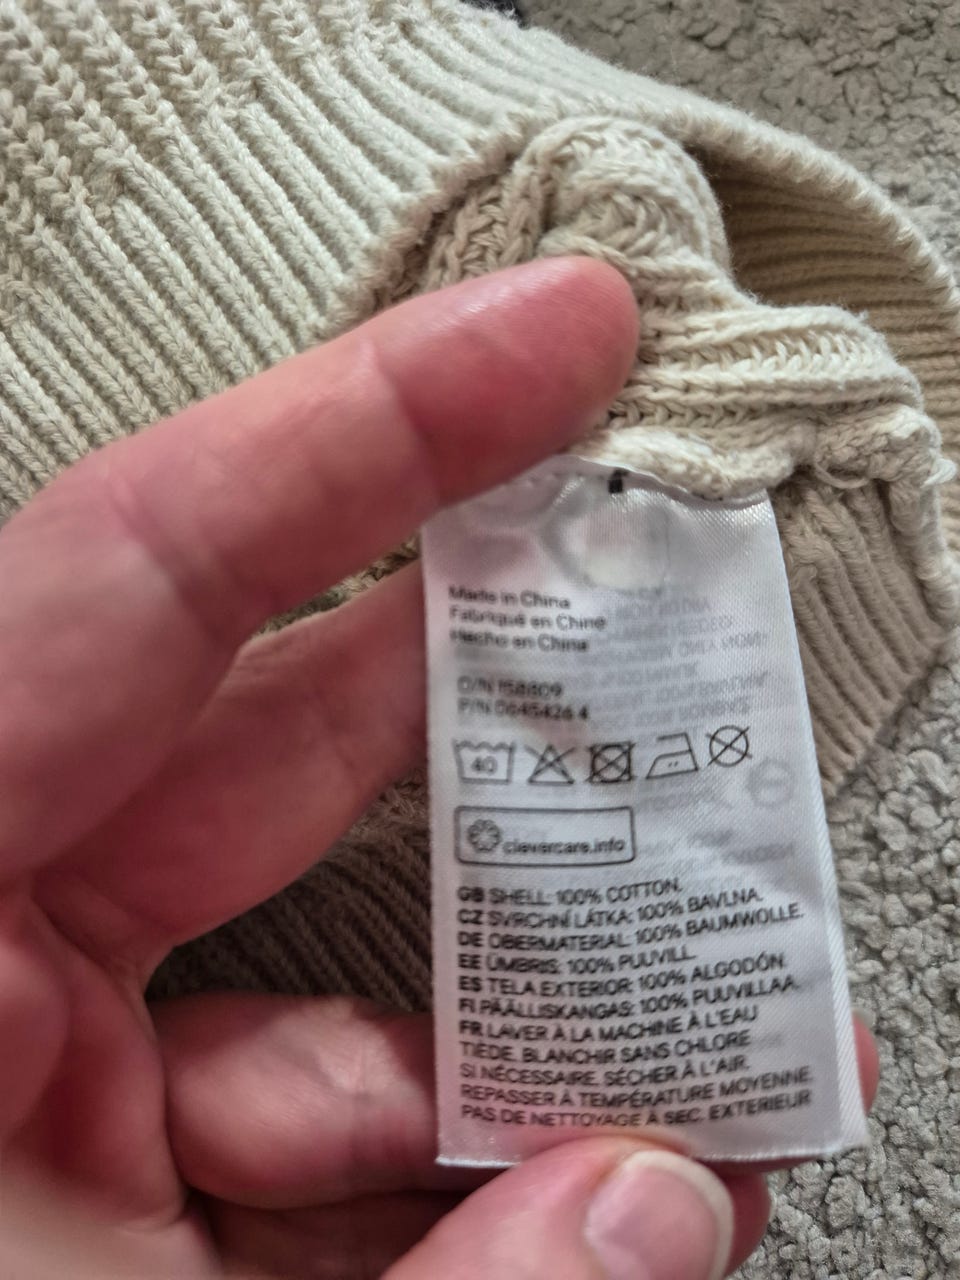 Made in China
Fabriqué en Chine
Hecho en China
O/N 158809
P/N 0645426 4
40
clevercare.info
GB SHELL: 100% COTTON.
CZ SVRCHNÍ LÁTKA: 100% BAVLNA.
DE OBERMATERIAL: 100% BAUMWOLLE.
EE ÜMBRIS: 100% PUUVILL.
ES TELA EXTERIOR: 100% ALGODÓN.
FI PÄÄLLISKANGAS: 100% PUUVILLAA.
FR LAVER À LA MACHINE À L'EAU
TIÈDE. BLANCHIR SANS CHLORE
SI NÉCESSAIRE. SÉCHER À L'AIR.
REPASSER À TEMPÉRATURE MOYENNE.
PAS DE NETTOYAGE À SEC. EXTERIEUR